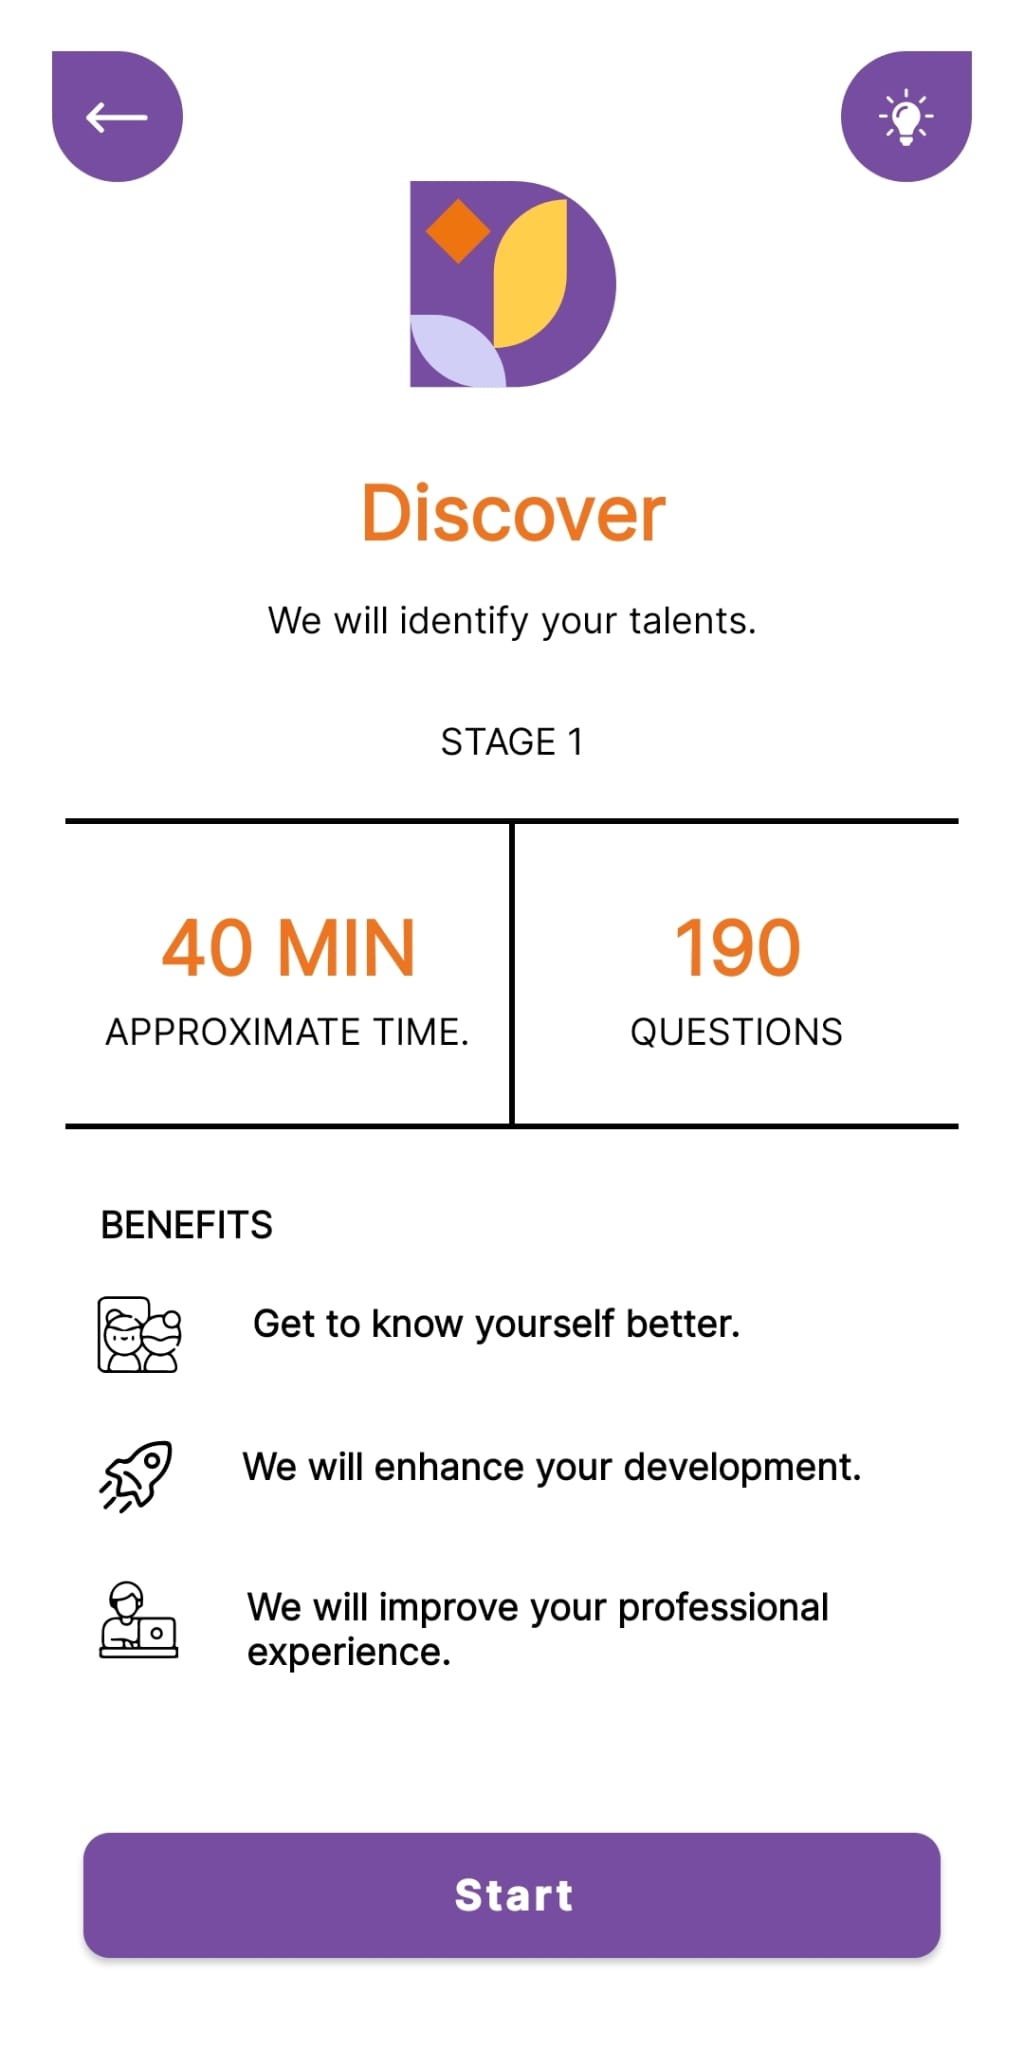 Discover
We will identify your talents.
STAGE 1
40 MIN
APPROXIMATE TIME.
190
QUESTIONS
BENEFITS
Get to know yourself better.
We will enhance your development.
We will improve your professional
experience.
Start